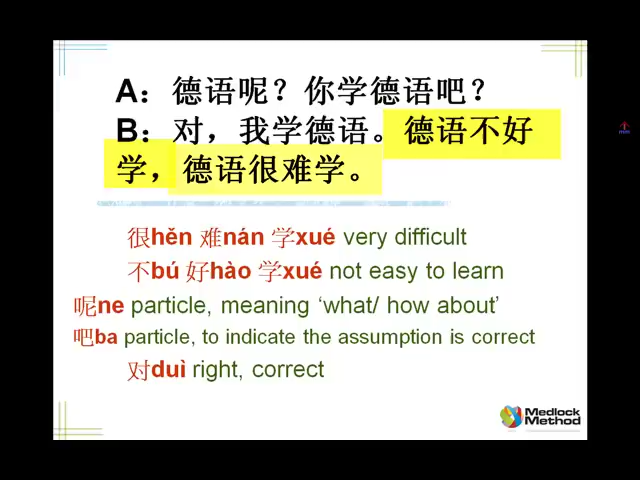 A：德语呢？你学德语吧？
B：对，我学德语。德语不好
学，德语很难学。
很hěn 难nán 学xué very difficult
不bú 好hào 学xué not easy to learn
呢ne particle, meaning ‘what/ how about’
吧ba particle, to indicate the assumption is correct
对duì right, correct
Medlock
Method